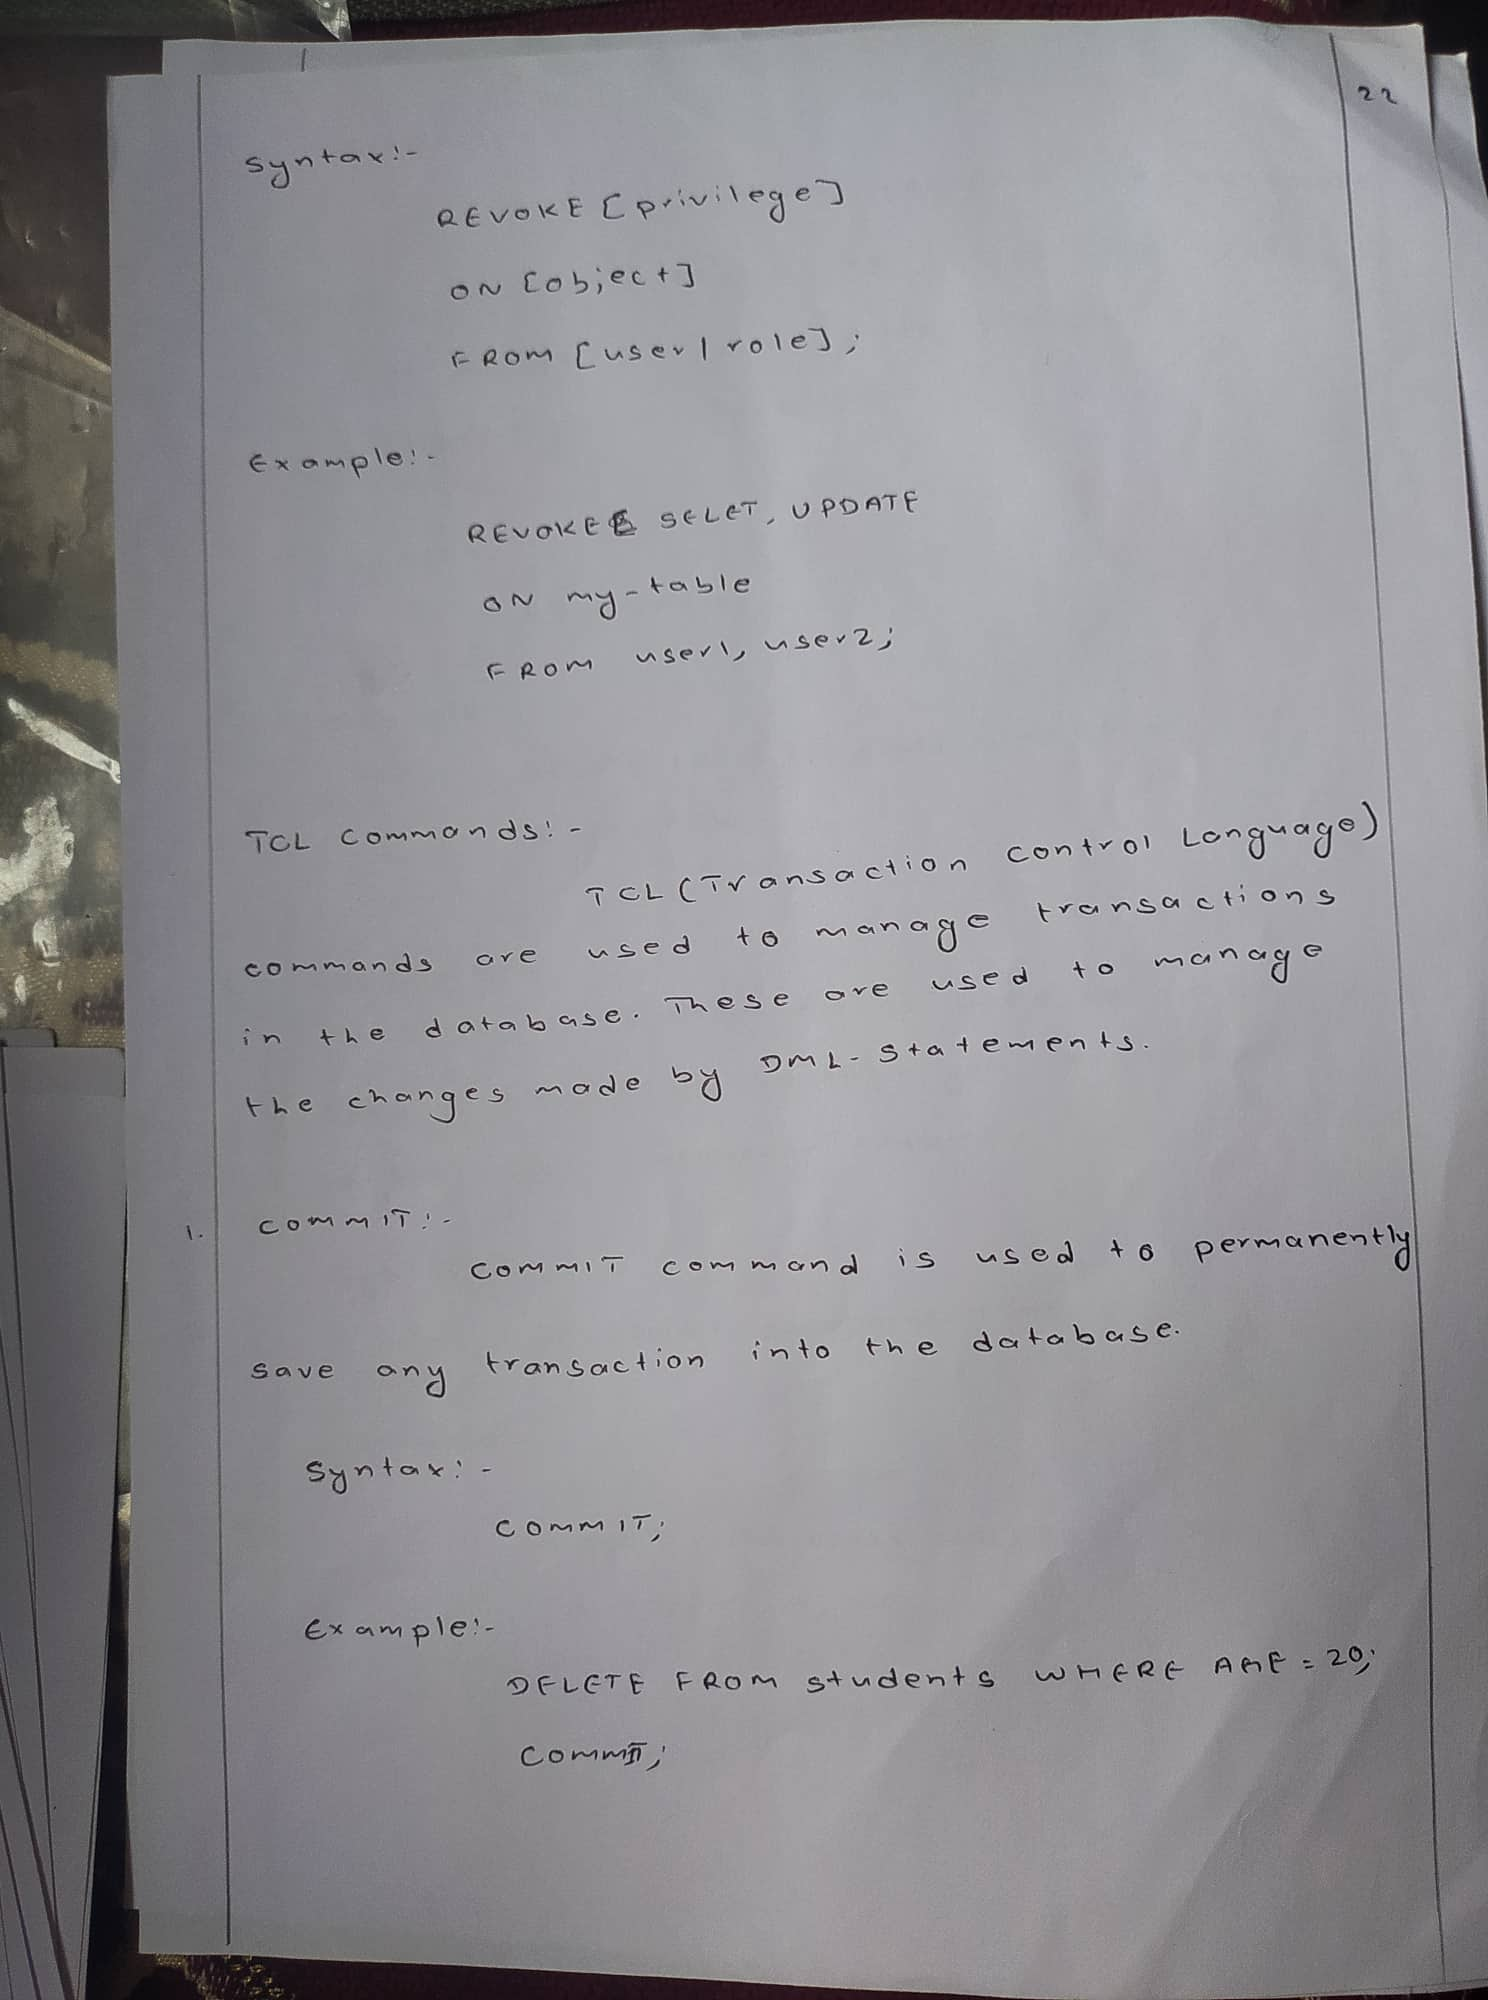 22
Syntax:-
REVOKE [privilege]
ON [object]
FROM [user | role];
Example:-
REVOKE SELET, UPDATE
ON my-table
FROM user1, user2;
TCL Commands:-
TCL (Transaction Control Language)
commands are used to manage transactions
in the database. These are used to manage
the changes made by DML-Statements.
1. COMMIT:-
COMMIT command is used to permanently
save any transaction into the database.
Syntax:-
COMMIT;
Example:-
DELETE FROM students WHERE AGE = 20;
COMMIT;